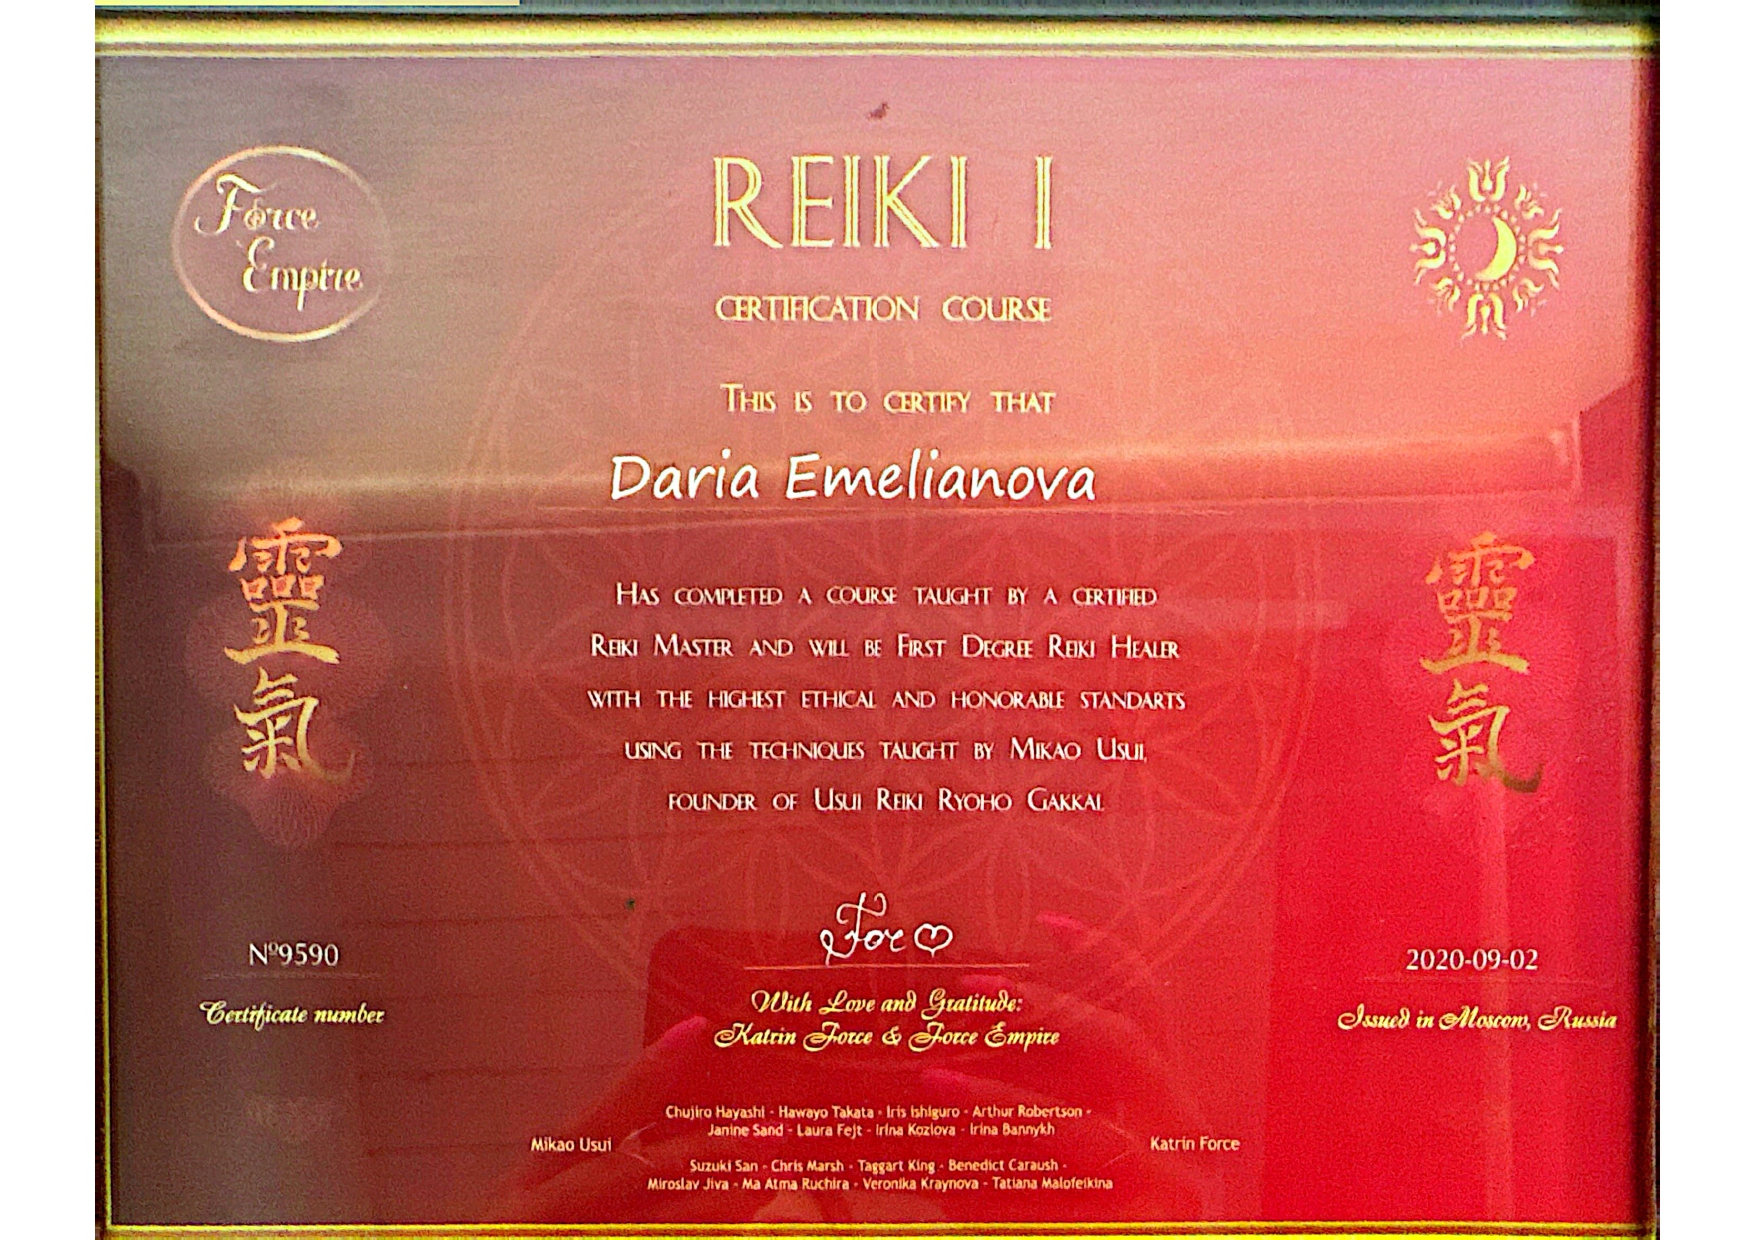 Force
Empire
REIKI I
CERTIFICATION COURSE
THIS IS TO CERTIFY THAT
Daria Emelianova
靈氣
靈氣
HAS COMPLETED A COURSE TAUGHT BY A CERTIFIED
REIKI MASTER AND WILL BE FIRST DEGREE REIKI HEALER
WITH THE HIGHEST ETHICAL AND HONORABLE STANDARTS
USING THE TECHNIQUES TAUGHT BY MIKAO USUI,
FOUNDER OF USUI REIKI RYOHO GAKKAI.
Force
Nº9590
Certificate number
2020-09-02
Issued in Moscow, Russia
With Love and Gratitude:
Katrin Force & Force Empire
Mikao Usui
Chujiro Hayashi - Hawayo Takata - Iris Ishiguro - Arthur Robertson -
Janine Sand - Laura Fejt - Irina Kozlova - Irina Bannykh
Suzuki San - Chris Marsh - Taggart King - Benedict Caraush -
Miroslav Jiva - Ma Atma Ruchira - Veronika Kraynova - Tatiana Malofeikina
Katrin Force